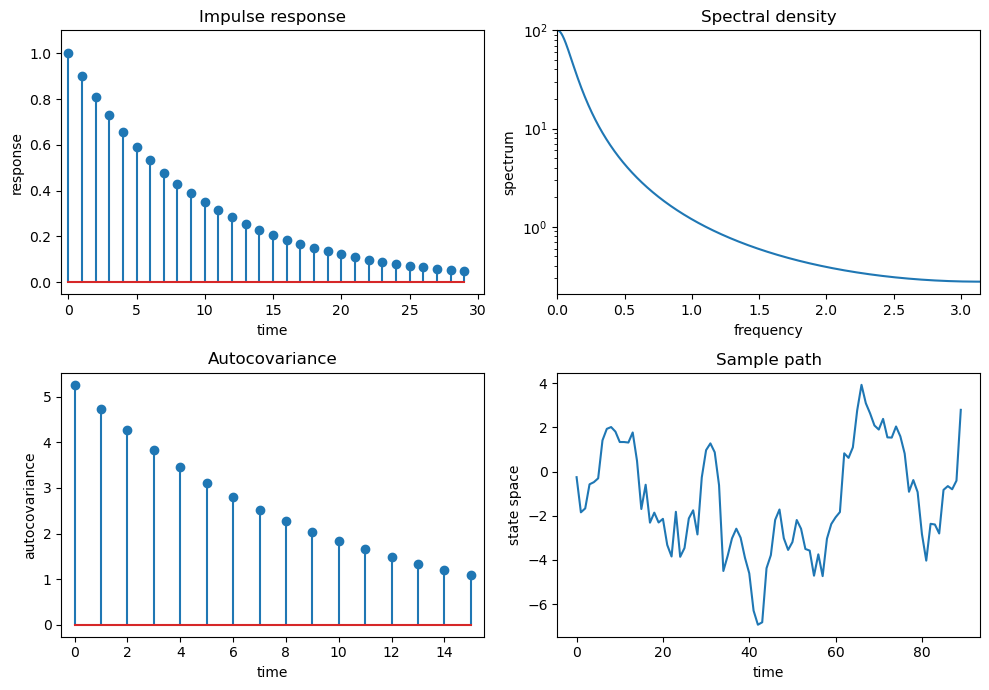 Impulse response
1.0
0.8
0.6
0.4
0.2
0.0
response
0 5 10 15 20 25 30
time
Spectral density
10²
10¹
10⁰
spectrum
0.0 0.5 1.0 1.5 2.0 2.5 3.0
frequency
Autocovariance
5
4
3
2
1
0
autocovariance
0 2 4 6 8 10 12 14
time
Sample path
4
2
0
−2
−4
−6
state space
0 20 40 60 80
time